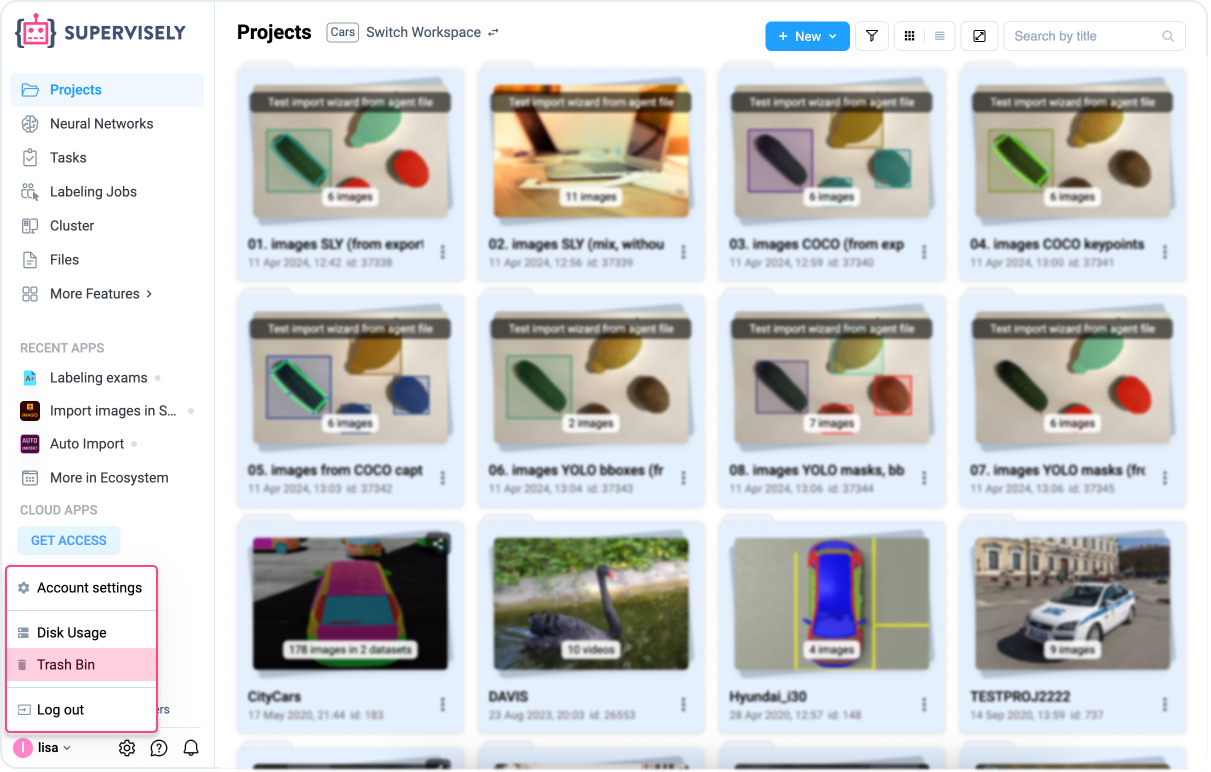 SUPERVISELY
Projects
Neural Networks
Tasks
Labeling Jobs
Cluster
Files
More Features
RECENT APPS
Labeling exams
Import images in S...
Auto Import
More in Ecosystem
CLOUD APPS
GET ACCESS
Account settings
Disk Usage
Trash Bin
Log out
ers
lisa
Projects Cars Switch Workspace
+ New
Search by title
Test import wizard from agent file
6 images
01. images SLY (from export
11 Apr 2024, 12:42 id: 37338
Test import wizard from agent file
11 images
02. images SLY (mix, withou
11 Apr 2024, 12:56 id: 37339
Test import wizard from agent file
6 images
03. images COCO (from exp
11 Apr 2024, 12:59 id: 37340
Test import wizard from agent file
6 images
04. images COCO keypoints
11 Apr 2024, 13:00 id: 37341
Test import wizard from agent file
6 images
05. images from COCO capt
11 Apr 2024, 13:03 id: 37342
Test import wizard from agent file
2 images
06. images YOLO bboxes (fr
11 Apr 2024, 13:04 id: 37343
Test import wizard from agent file
7 images
08. images YOLO masks, bb
11 Apr 2024, 13:06 id: 37344
Test import wizard from agent file
6 images
07. images YOLO masks (fro
11 Apr 2024, 13:06 id: 37345
178 images in 2 datasets
CityCars
17 May 2020, 21:44 id: 183
10 videos
DAVIS
23 Aug 2023, 20:03 id: 26553
4 images
Hyundai_i30
28 Apr 2020, 12:57 id: 148
9 images
TESTPROJ2222
14 Sep 2020, 13:59 id: 737